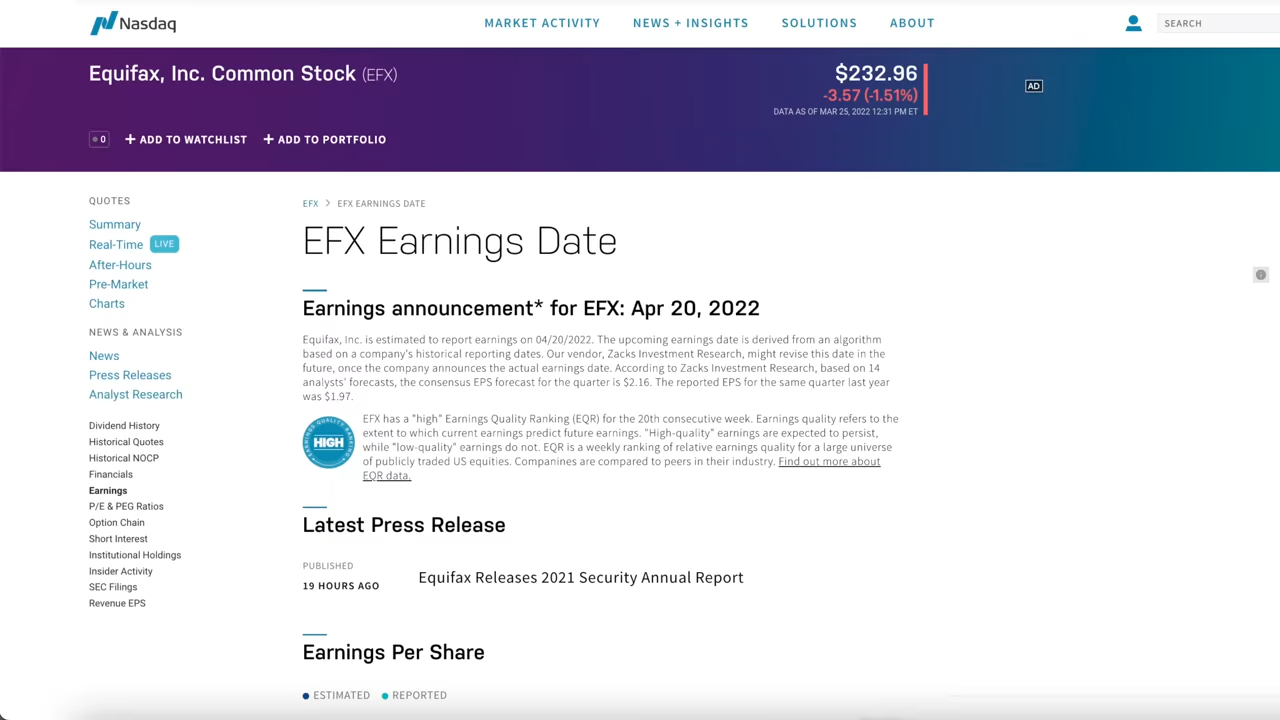 Nasdaq
MARKET ACTIVITY
NEWS + INSIGHTS
SOLUTIONS
ABOUT
SEARCH
Equifax, Inc. Common Stock (EFX)
$232.96
-3.57 (-1.51%)
DATA AS OF MAR 25, 2022 12:31 PM ET
AD
0
+ ADD TO WATCHLIST
+ ADD TO PORTFOLIO
QUOTES
Summary
Real-Time LIVE
After-Hours
Pre-Market
Charts
NEWS & ANALYSIS
News
Press Releases
Analyst Research
Dividend History
Historical Quotes
Historical NOCP
Financials
Earnings
P/E & PEG Ratios
Option Chain
Short Interest
Institutional Holdings
Insider Activity
SEC Filings
Revenue EPS
EFX > EFX EARNINGS DATE
EFX Earnings Date
Earnings announcement* for EFX: Apr 20, 2022
Equifax, Inc. is estimated to report earnings on 04/20/2022. The upcoming earnings date is derived from an algorithm
based on a company's historical reporting dates. Our vendor, Zacks Investment Research, might revise this date in the
future, once the company announces the actual earnings date. According to Zacks Investment Research, based on 14
analysts' forecasts, the consensus EPS forecast for the quarter is $2.16. The reported EPS for the same quarter last year
was $1.97.
EARNINGS QUALITY RANKING
HIGH
EFX has a "high" Earnings Quality Ranking (EQR) for the 20th consecutive week. Earnings quality refers to the
extent to which current earnings predict future earnings. "High-quality" earnings are expected to persist,
while "low-quality" earnings do not. EQR is a weekly ranking of relative earnings quality for a large universe
of publicly traded US equities. Companines are compared to peers in their industry. Find out more about
EQR data.
Latest Press Release
PUBLISHED
19 HOURS AGO
Equifax Releases 2021 Security Annual Report
Earnings Per Share
ESTIMATED
REPORTED